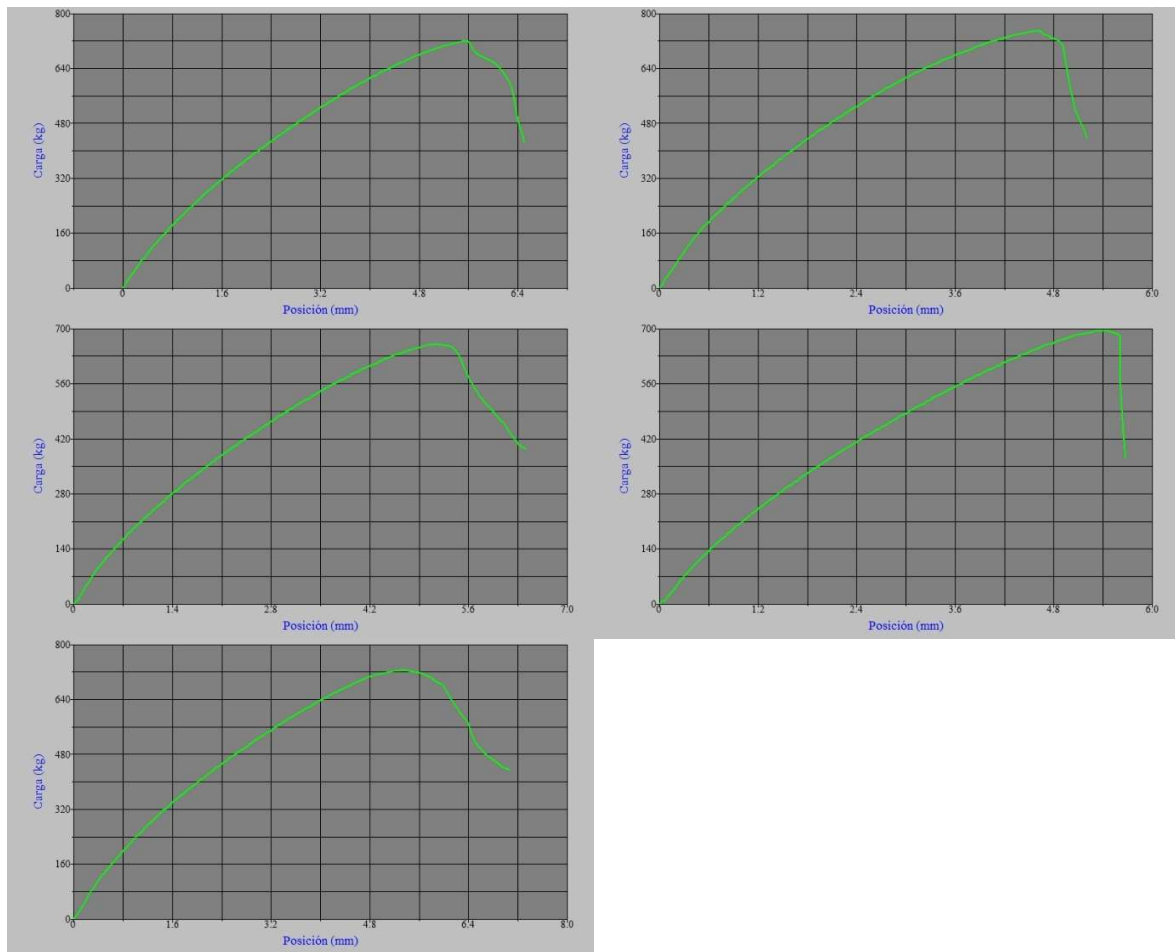 800
640
480
320
160
0
Carga (kg)
0 1.6 3.2 4.8 6.4
Posición (mm)
800
640
480
320
160
0
Carga (kg)
0 1.2 2.4 3.6 4.8 6.0
Posición (mm)
700
560
420
280
140
0
Carga (kg)
0 1.4 2.8 4.2 5.6 7.0
Posición (mm)
700
560
420
280
140
0
Carga (kg)
0 1.2 2.4 3.6 4.8 6.0
Posición (mm)
800
640
480
320
160
0
Carga (kg)
0 1.6 3.2 4.8 6.4 8.0
Posición (mm)